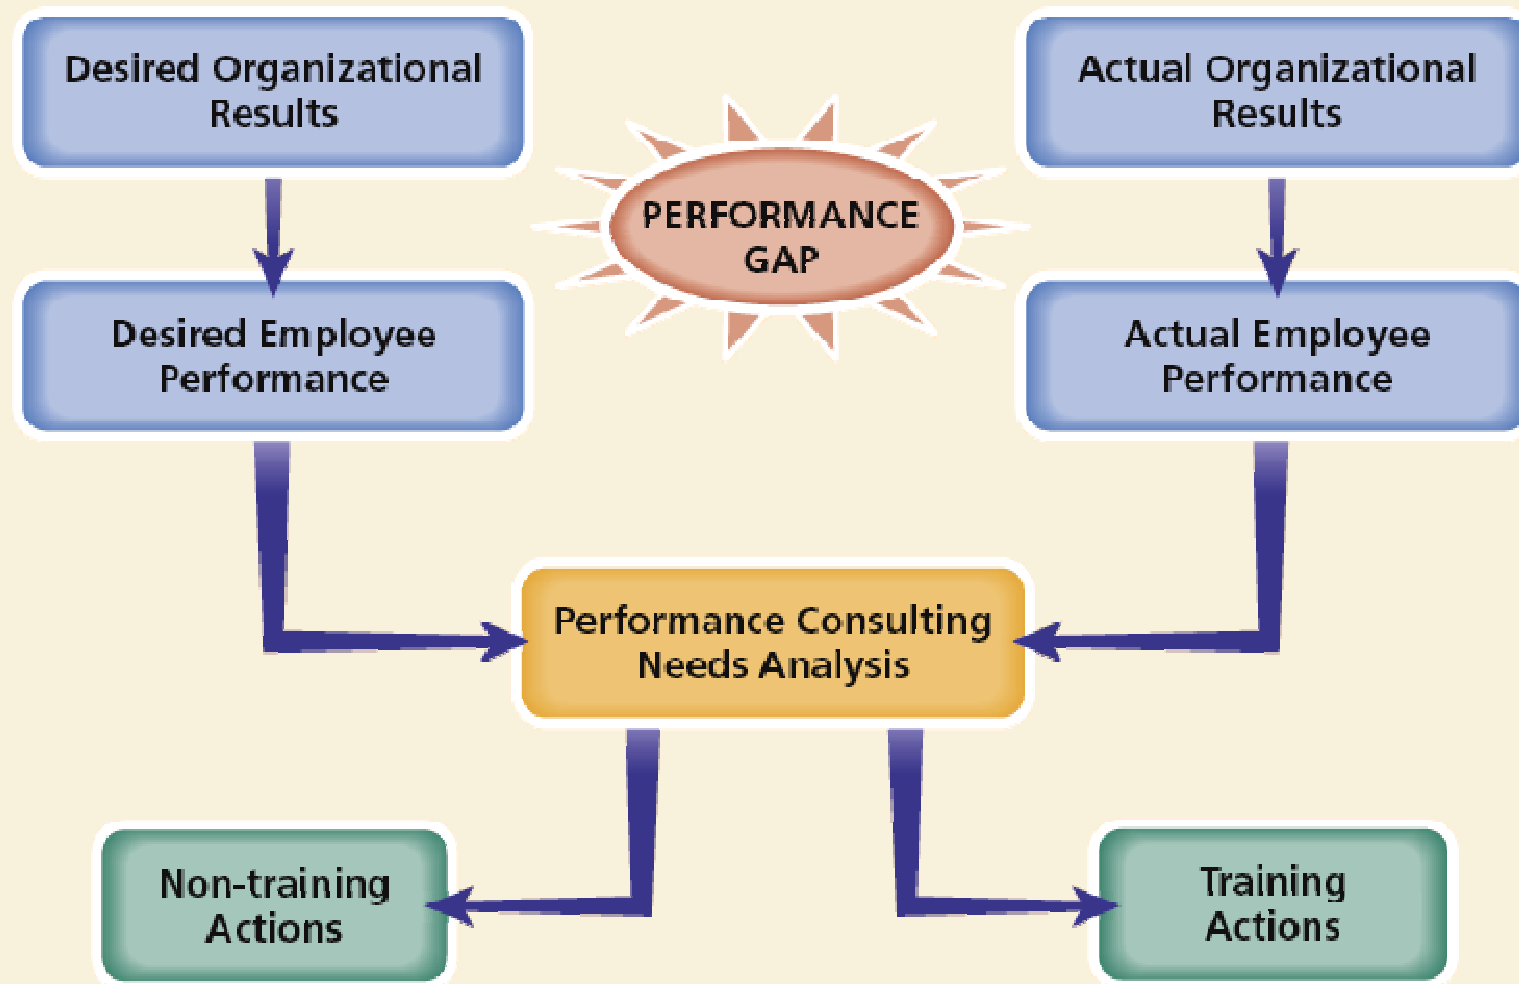 Desired Organizational
Results
Actual Organizational
Results
PERFORMANCE
GAP
Desired Employee
Performance
Actual Employee
Performance
Performance Consulting
Needs Analysis
Non-training
Actions
Training
Actions